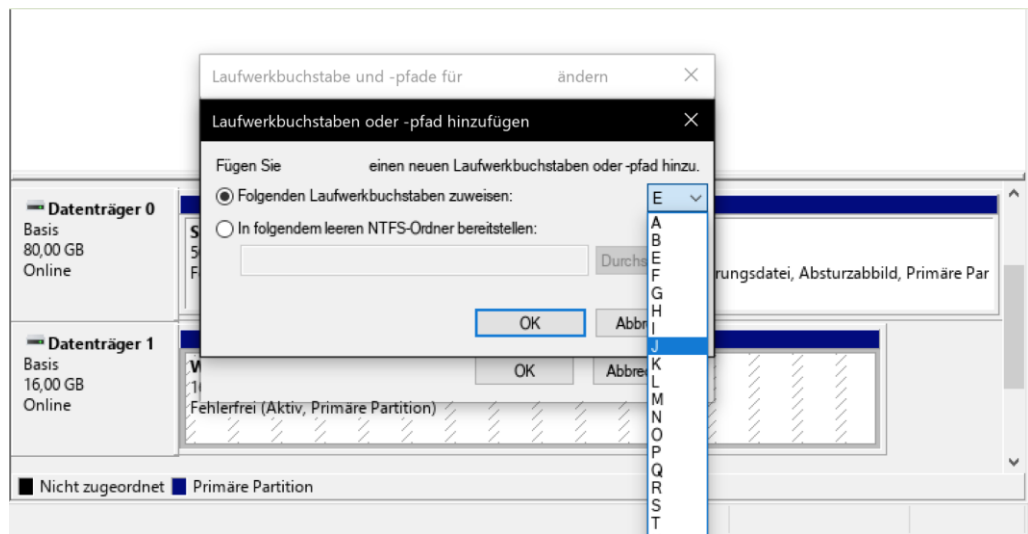 Laufwerkbuchstabe und -pfade für ändern
Laufwerkbuchstaben oder -pfad hinzufügen
Fügen Sie einen neuen Laufwerkbuchstaben oder -pfad hinzu.
Folgenden Laufwerkbuchstaben zuweisen:
E
In folgendem leeren NTFS-Ordner bereitstellen:
Durchs
OK
Abbr
A
B
E
F
G
H
I
J
K
L
M
N
O
P
Q
R
S
T
OK
Abbre
Datenträger 0
Basis
80,00 GB
Online
S
5
F
rungsdatei, Absturzabbild, Primäre Par
Datenträger 1
Basis
16,00 GB
Online
W
Fehlerfrei (Aktiv, Primäre Partition)
Nicht zugeordnet
Primäre Partition